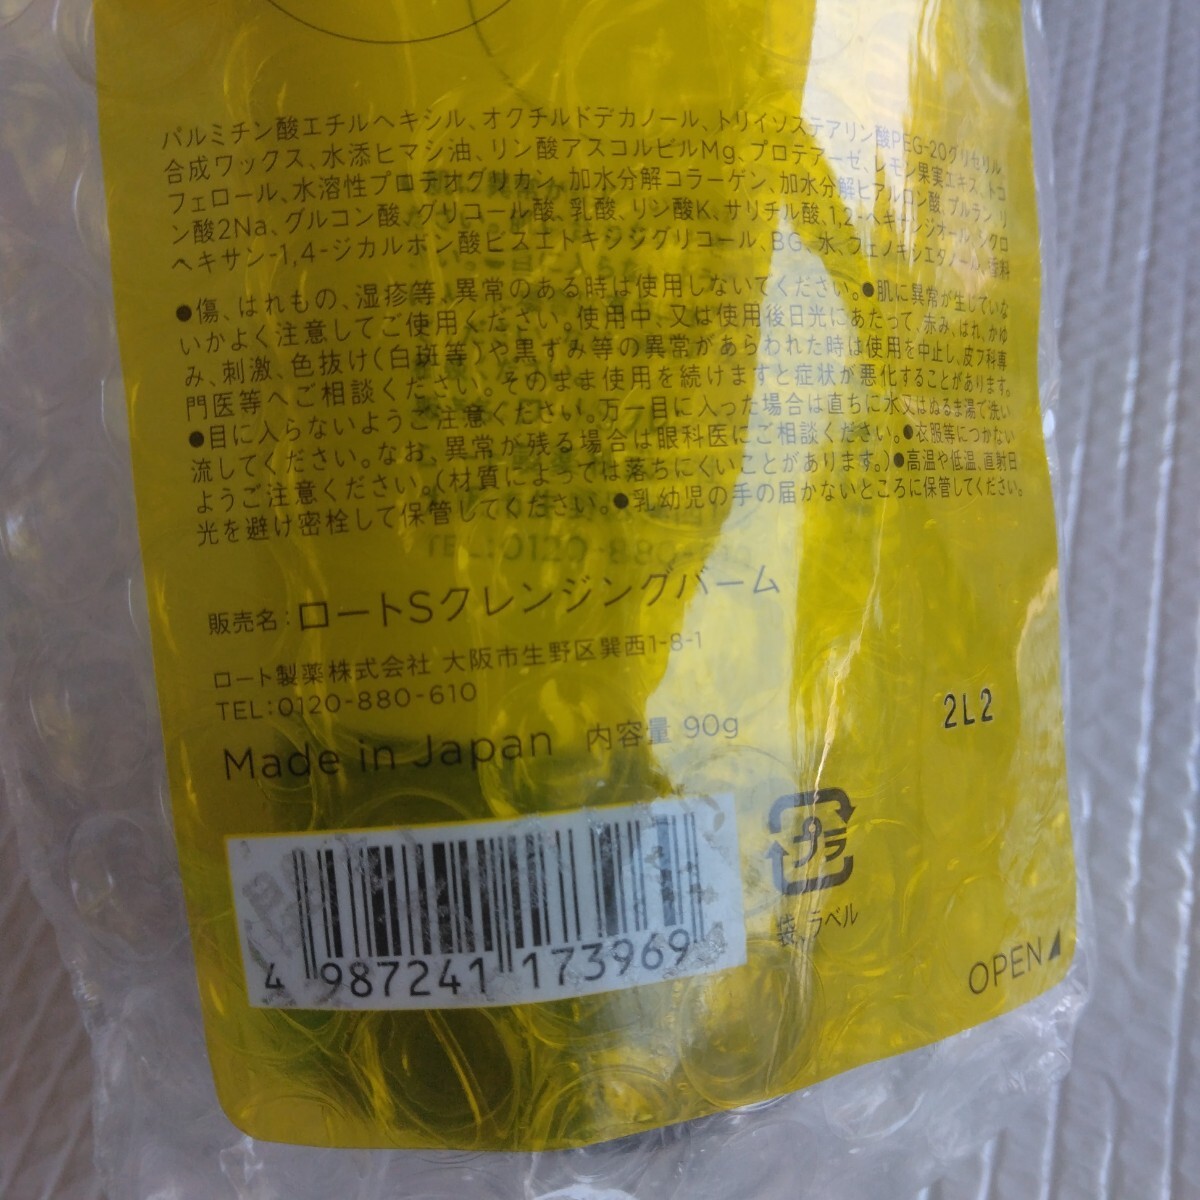 パルミチン酸エチルヘキシル、オクチルドデカノール、トリイソステアリン酸PEG-20グリセリル
合成ワックス、水添ヒマシ油、リン酸アスコルビルMg、プロテアーゼ、レモン果実エキス、トコ
フェロール、水溶性プロテオグリカン、加水分解コラーゲン、加水分解ヒアルロン酸、プルラン、リ
ン酸2Na、グルコン酸、グリコール酸、乳酸、リン酸K、サリチル酸、1,2-ヘキサンジオール、シクロ
ヘキサン-1,4-ジカルボン酸ビスエトキシジグリコール、BG、水、フェノキシエタノール、香料
●傷、はれもの、湿疹等、異常のある時は使用しないでください。●肌に異常が生じていな
いかよく注意してご使用ください。使用中、又は使用後日光にあたって、赤み、はれ、かゆ
み、刺激、色抜け(白斑等)や黒ずみ等の異常があらわれた時は使用を中止し、皮フ科専
門医等へご相談ください。そのまま使用を続けますと症状が悪化することがあります。
●目に入らないようご注意ください。万一目に入った場合は直ちに水又はぬるま湯で洗い
流してください。なお、異常が残る場合は眼科医にご相談ください。●衣服等につかない
ようご注意ください。(材質によっては落ちにくいことがあります。)●高温や低温、直射日
光を避け密栓して保管してください。●乳幼児の手の届かないところに保管してください。
販売名：ロートSクレンジングバーム
ロート製薬株式会社 大阪市生野区巽西1-8-1
TEL:0120-880-610
Made in Japan 内容量 90g
2L2
4 987241 173969
プラ
袋、ラベル
OPEN